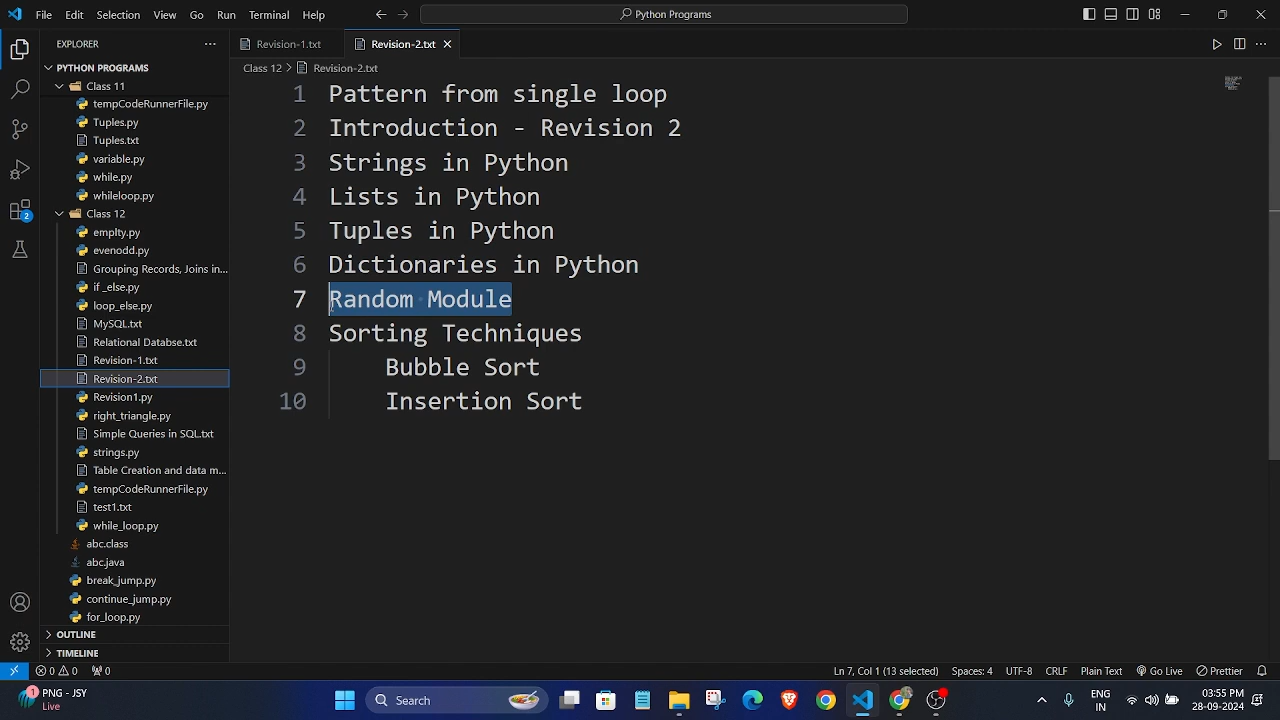 File Edit Selection View Go Run Terminal Help
Python Programs
EXPLORER
PYTHON PROGRAMS
Class 11
tempCodeRunnerFile.py
Tuples.py
Tuples.txt
variable.py
while.py
whileloop.py
Class 12
emplty.py
evenodd.py
Grouping Records, Joins in...
if _else.py
loop_else.py
MySQL.txt
Relational Databse.txt
Revision-1.txt
Revision-2.txt
Revision1.py
right_triangle.py
Simple Queries in SQL.txt
strings.py
Table Creation and data m...
tempCodeRunnerFile.py
test1.txt
while_loop.py
abc.class
abc.java
break_jump.py
continue_jump.py
for_loop.py
OUTLINE
TIMELINE
2
Revision-1.txt Revision-2.txt
Class 12 > Revision-2.txt
1 Pattern from single loop
2 Introduction - Revision 2
3 Strings in Python
4 Lists in Python
5 Tuples in Python
6 Dictionaries in Python
7 Random Module
8 Sorting Techniques
9 Bubble Sort
10 Insertion Sort
0 0 0 Ln 7, Col 1 (13 selected) Spaces: 4 UTF-8 CRLF Plain Text Go Live Prettier
1 PNG - JSY
Live
Search
ENG
IN
03:55 PM
28-09-2024